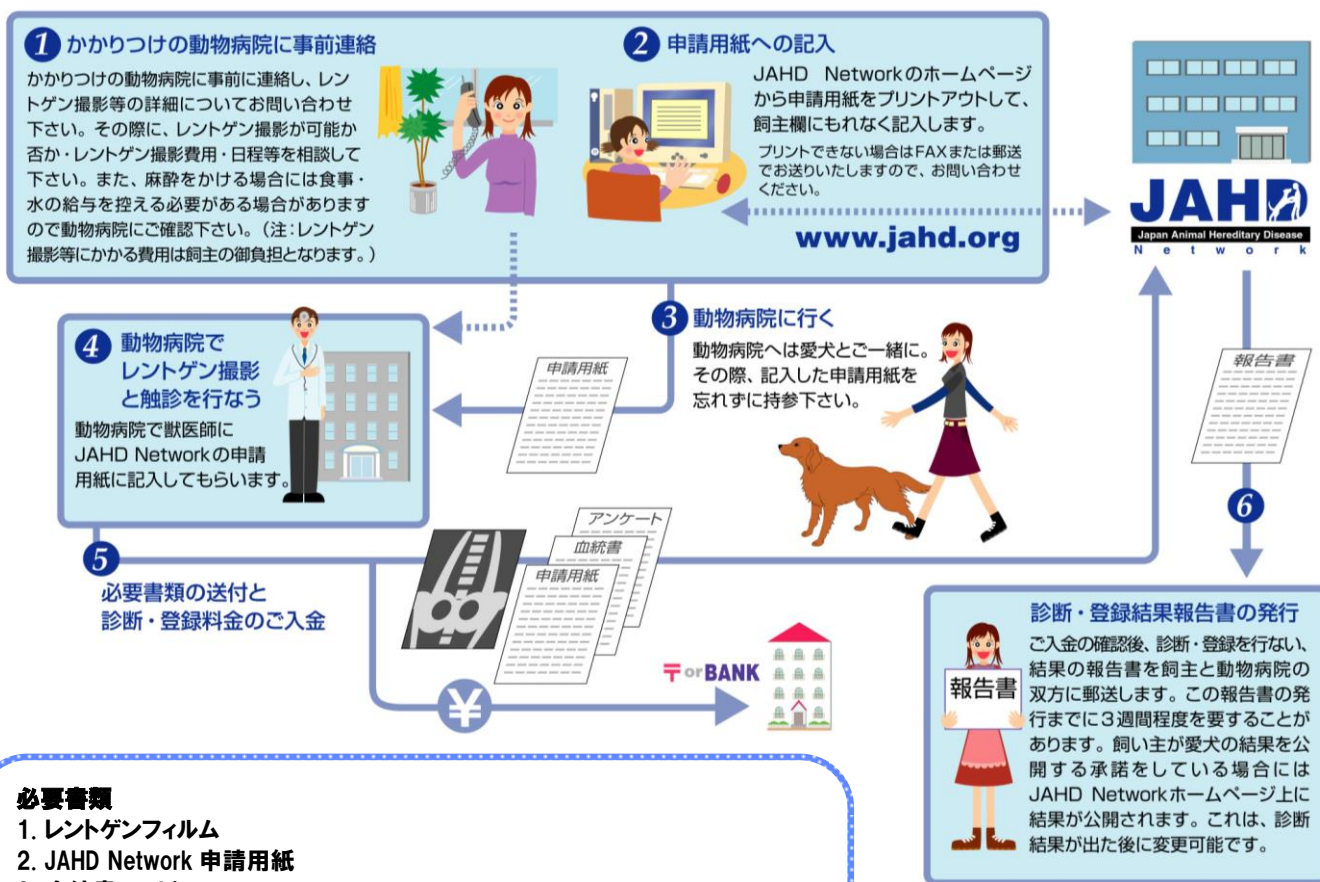 1 かかりつけの動物病院に事前連絡
かかりつけの動物病院に事前に連絡し、レン
トゲン撮影等の詳細についてお問い合わせ
下さい。その際に、レントゲン撮影が可能か
否か・レントゲン撮影費用・日程等を相談して
下さい。また、麻酔をかける場合には食事・
水の給与を控える必要がある場合があります
ので動物病院にご確認下さい。(注:レントゲン
撮影等にかかる費用は飼主の御負担となります。)
2 申請用紙への記入
JAHD Networkのホームページ
から申請用紙をプリントアウトして、
飼主欄にもれなく記入します。
プリントできない場合はFAXまたは郵送
でお送りいたしますので、お問い合わせ
ください。
www.jahd.org
JAHD
Japan Animal Hereditary Disease
Network
3 動物病院に行く
動物病院へは愛犬とご一緒に。
その際、記入した申請用紙を
忘れずに持参下さい。
申請用紙
4 動物病院で
レントゲン撮影
と触診を行なう
動物病院で獣医師に
JAHD Networkの申請
用紙に記入してもらいます。
報告書
6
5
必要書類の送付と
診断・登録料金のご入金
アンケート
血統書
申請用紙
〒orBANK
¥
診断・登録結果報告書の発行
報告書
ご入金の確認後、診断・登録を行ない、
結果の報告書を飼主と動物病院の
双方に郵送します。この報告書の発
行までに3週間程度を要することが
あります。飼い主が愛犬の結果を公
開する承諾をしている場合には
JAHD Networkホームページ上に
結果が公開されます。これは、診断
結果が出た後に変更可能です。
必要書類
1. レントゲンフィルム
2. JAHD Network 申請用紙